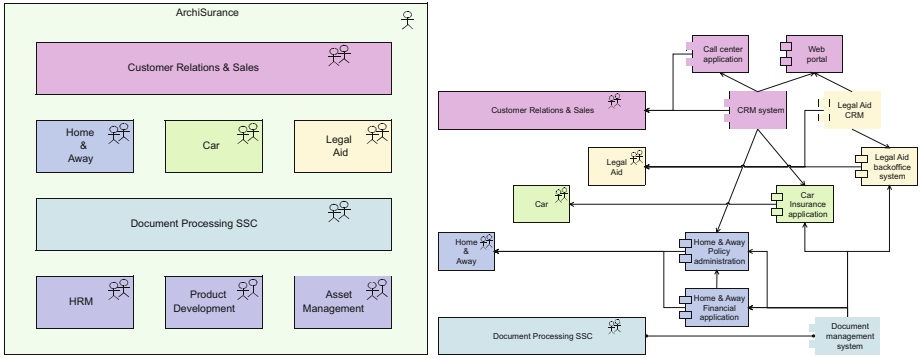 ArchiSurance
Customer Relations & Sales
Home
&
Away
Car
Legal
Aid
Document Processing SSC
HRM
Product
Development
Asset
Management
Call center
application
Web
portal
Customer Relations & Sales
CRM system
Legal Aid
CRM
Legal
Aid
Legal Aid
backoffice
system
Car
Car
Insurance
application
Home
&
Away
Home & Away
Policy
administration
Home & Away
Financial
application
Document Processing SSC
Document
management
system